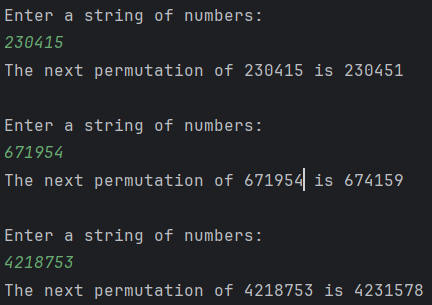 Enter a string of numbers:
230415
The next permutation of 230415 is 230451
Enter a string of numbers:
671954
The next permutation of 671954 is 674159
Enter a string of numbers:
4218753
The next permutation of 4218753 is 4231578